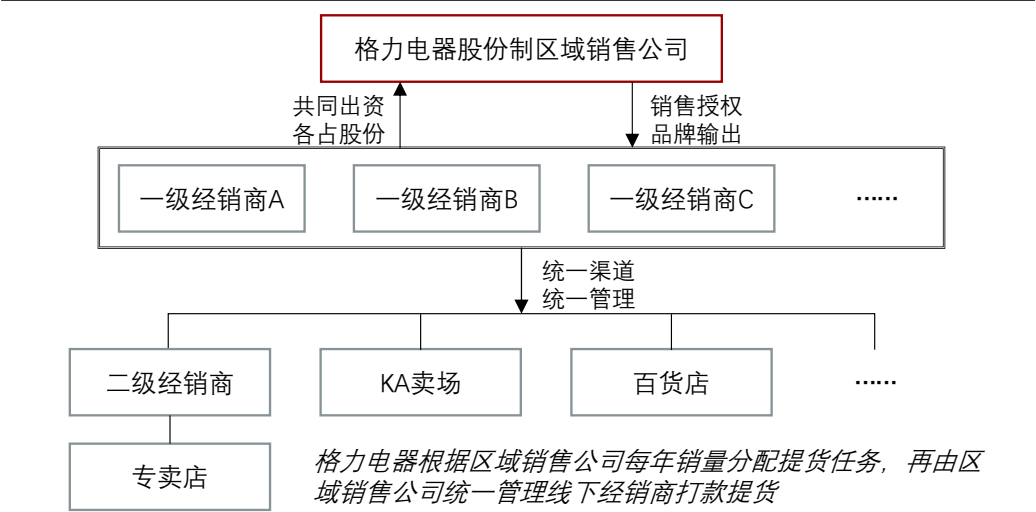 格力电器股份制区域销售公司
共同出资
各占股份
销售授权
品牌输出
一级经销商A
一级经销商B
一级经销商C
……
统一渠道
统一管理
二级经销商
KA卖场
百货店
……
专卖店
格力电器根据区域销售公司每年销量分配提货任务，再由区
域销售公司统一管理线下经销商打款提货